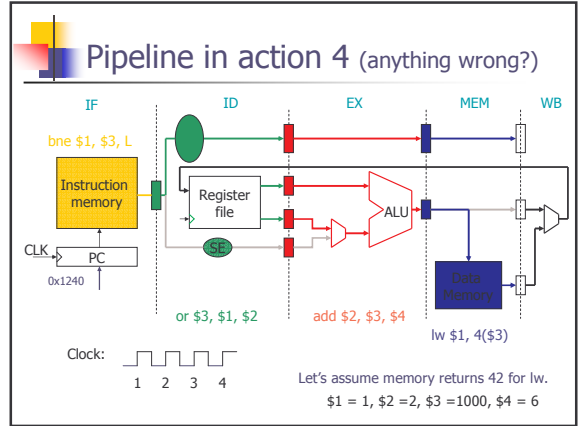 Pipeline in action 4 (anything wrong?)
IF ID EX MEM WB
bne $1, $3, L
Instruction memory
Register file
ALU
SE
CLK
PC
0x1240
Data Memory
or $3, $1, $2
add $2, $3, $4
lw $1, 4($3)
Clock:
1 2 3 4
Let's assume memory returns 42 for lw.
$1 = 1, $2 =2, $3 =1000, $4 = 6